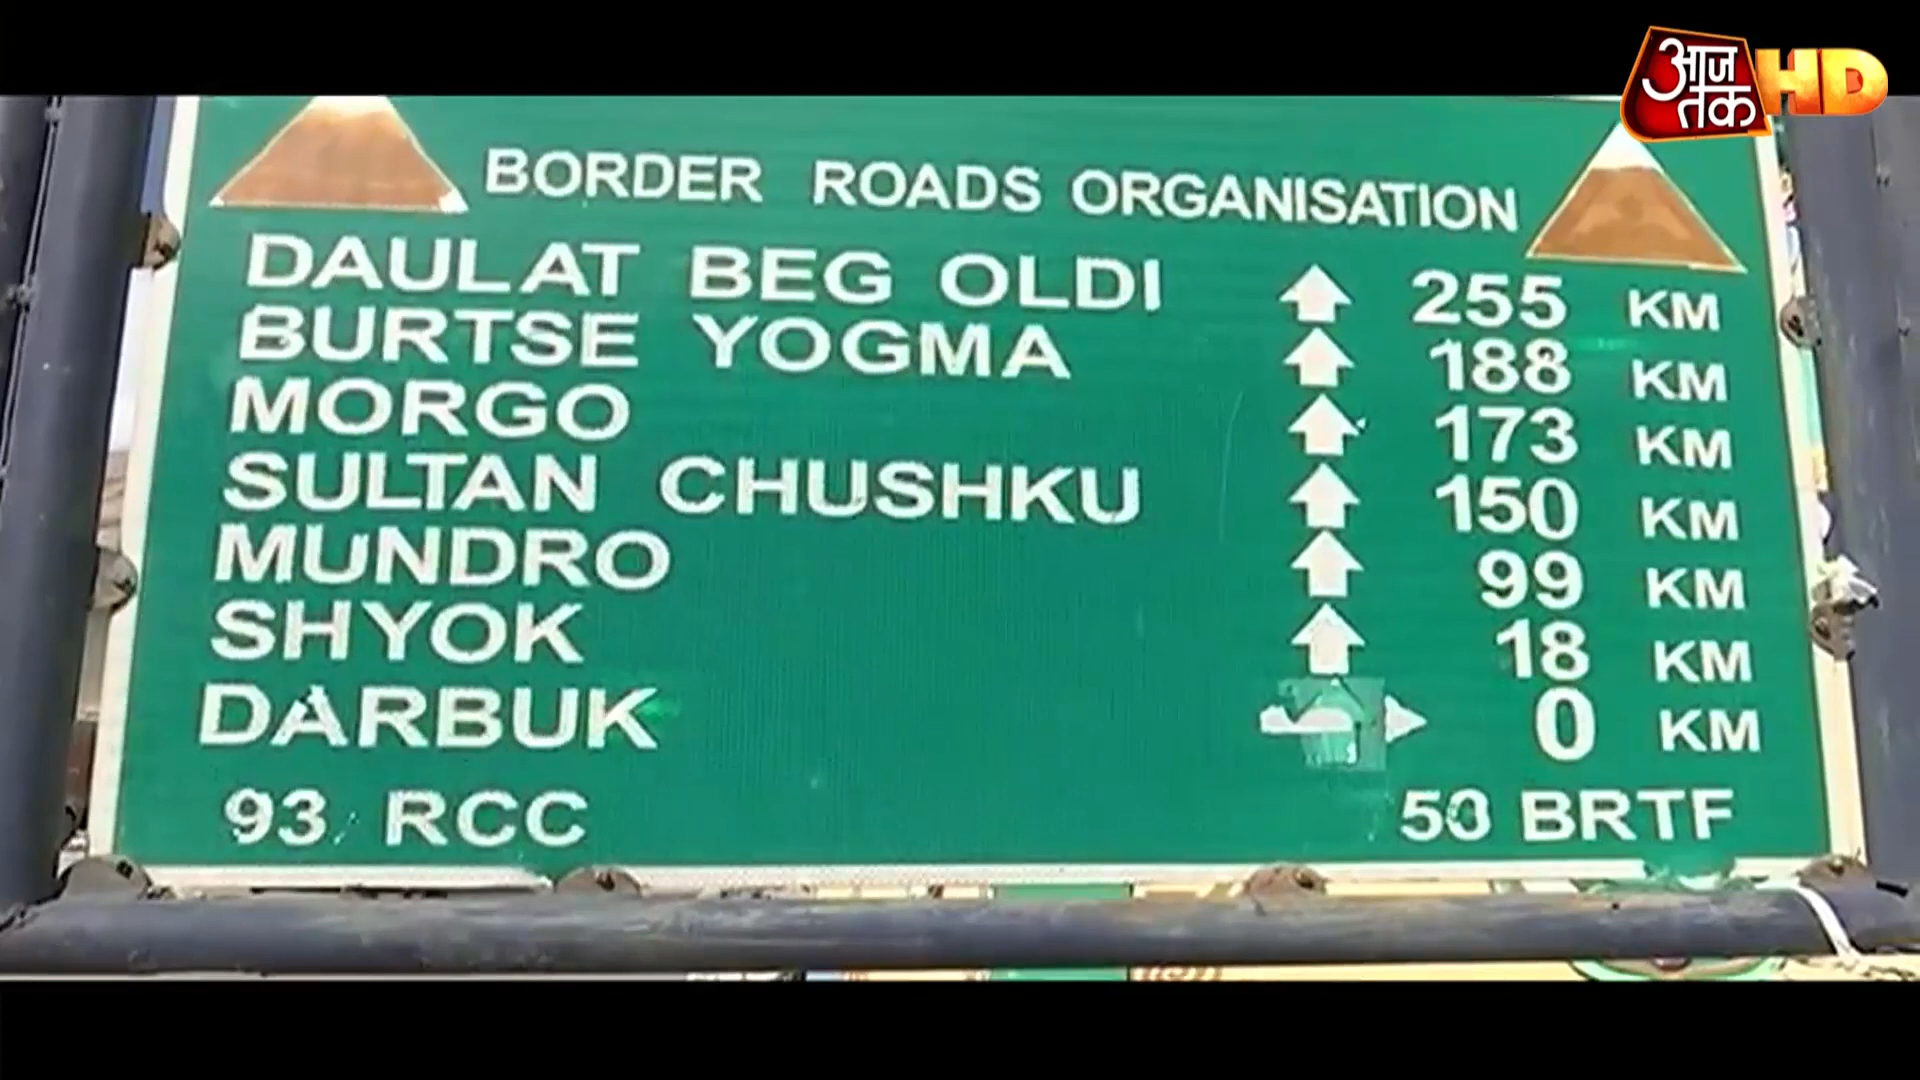 आज तक HD
BORDER ROADS ORGANISATION
DAULAT BEG OLDI 255 KM
BURTSE YOGMA 188 KM
MORGO 173 KM
SULTAN CHUSHKU 150 KM
MUNDRO 99 KM
SHYOK 18 KM
DARBUK 0 KM
93 RCC 50 BRTF